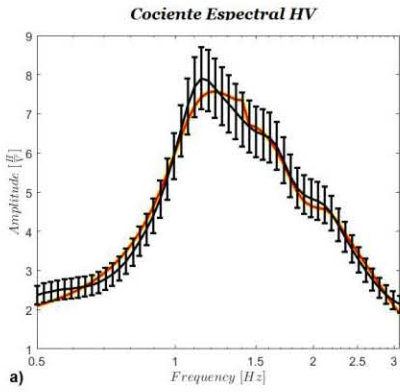 Cociente Espectral HV
9
8
7
6
5
4
3
2
1
Amplitude [H/V]
0.5 1 1.5 2 2.5 3
Frequency [Hz]
a)